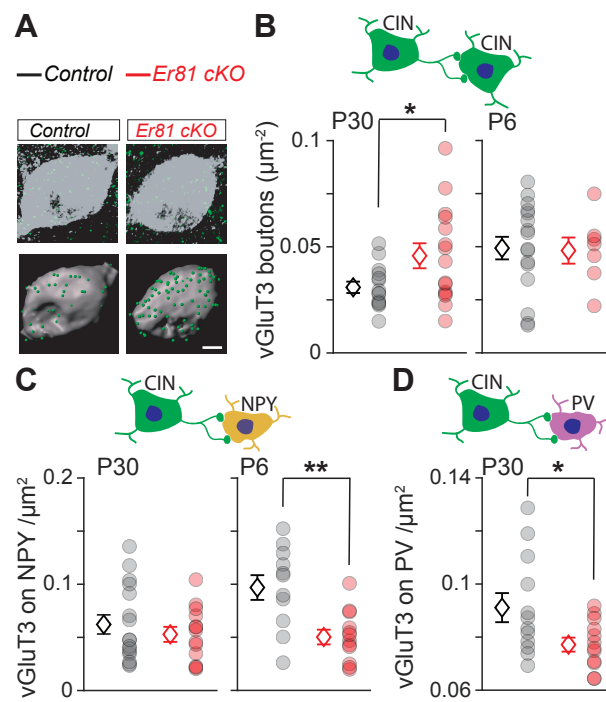 A
Control
Er81 cKO
Control
Er81 cKO
B
CIN
CIN
P30
*
P6
vGluT3 boutons (μm⁻²)
0.1
0.05
0
C
CIN
NPY
P30
P6
**
vGluT3 on NPY /μm²
0.2
0.1
0
D
CIN
PV
P30
*
vGluT3 on PV /μm²
0.14
0.1
0.06